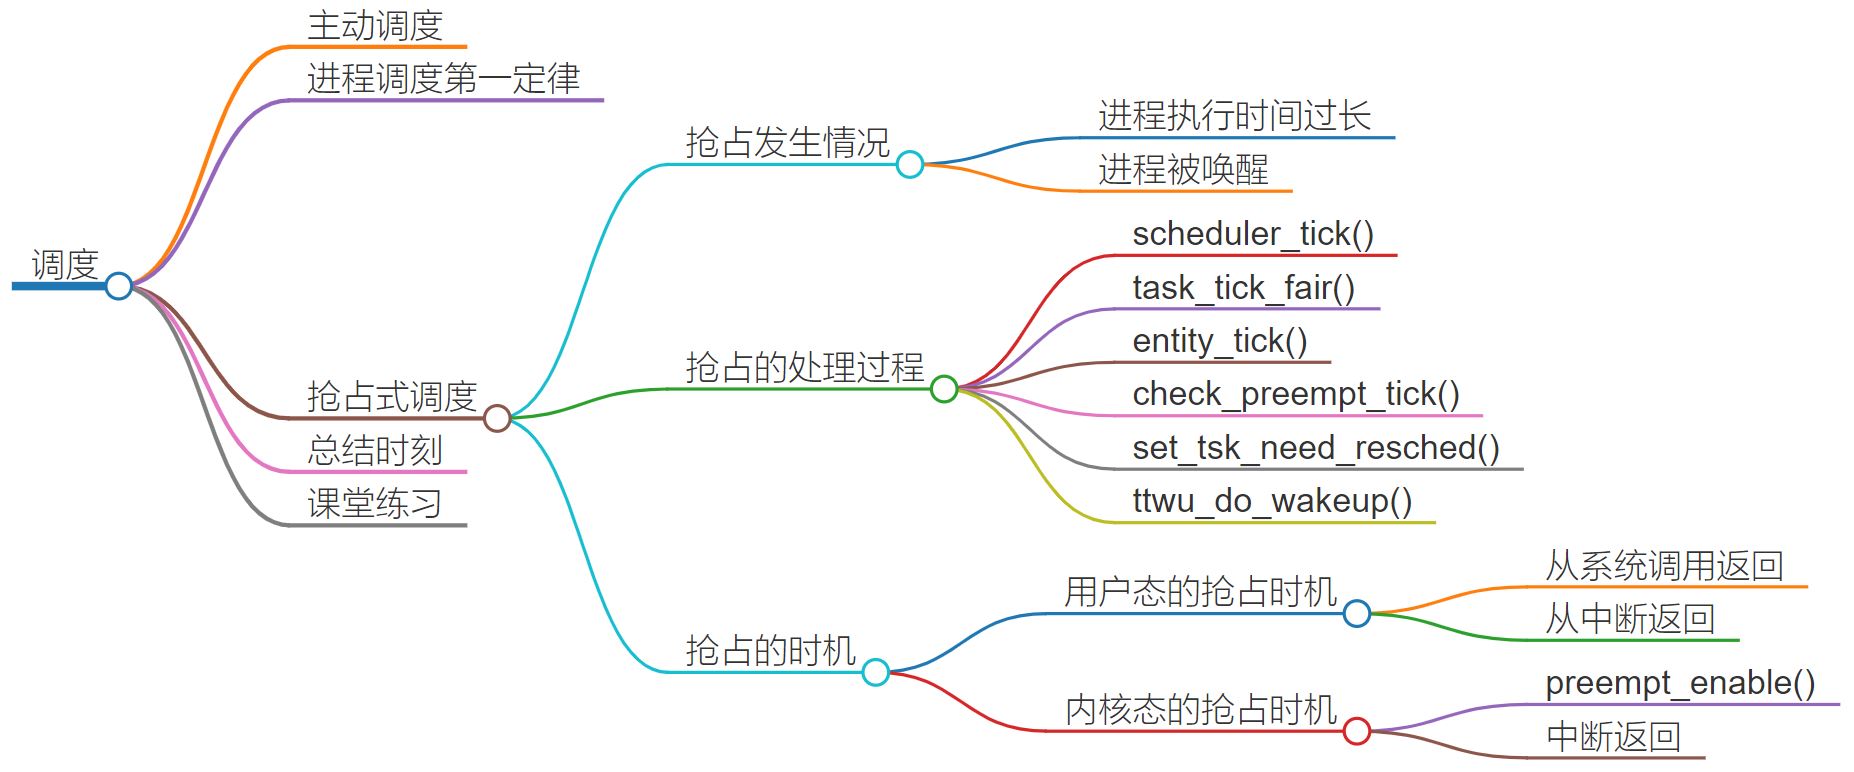 调度
主动调度
进程调度第一定律
抢占式调度
抢占发生情况
进程执行时间过长
进程被唤醒
抢占的处理过程
scheduler_tick()
task_tick_fair()
entity_tick()
check_preempt_tick()
set_tsk_need_resched()
ttwu_do_wakeup()
抢占的时机
用户态的抢占时机
从系统调用返回
从中断返回
内核态的抢占时机
preempt_enable()
中断返回
总结时刻
课堂练习